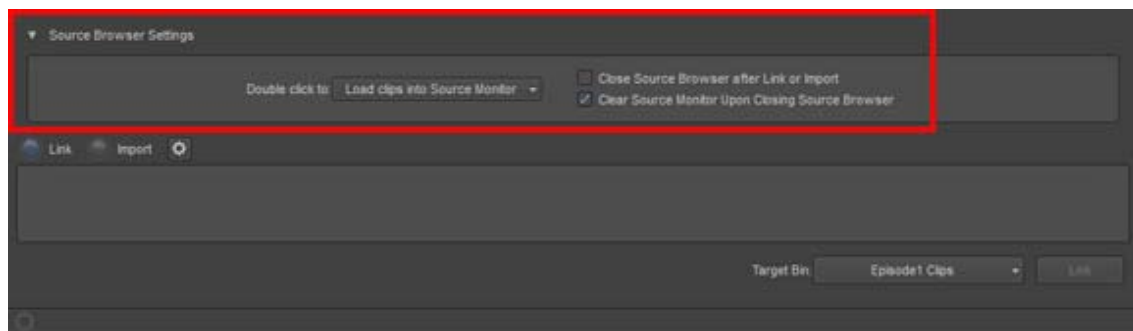 Source Browser Settings
Double click to: Load clips into Source Monitor
Close Source Browser after Link or Import
Clear Source Monitor Upon Closing Source Browser
Link Import
Target Bin: Episode1 Clips Link